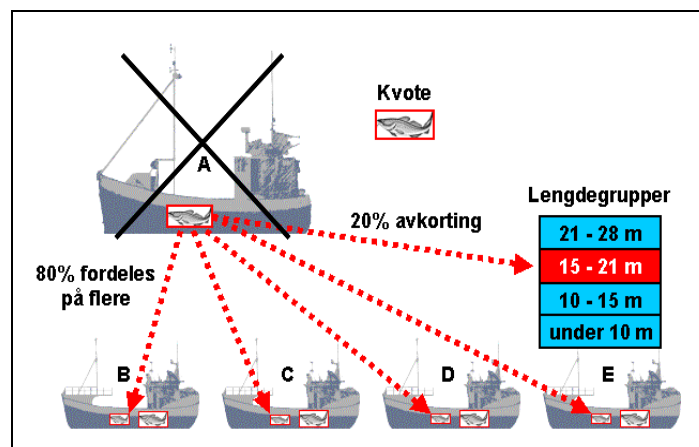 Kvote
A
Lengdegrupper
20% avkorting
21 - 28 m
15 - 21 m
10 - 15 m
under 10 m
80% fordeles
på flere
B
C
D
E